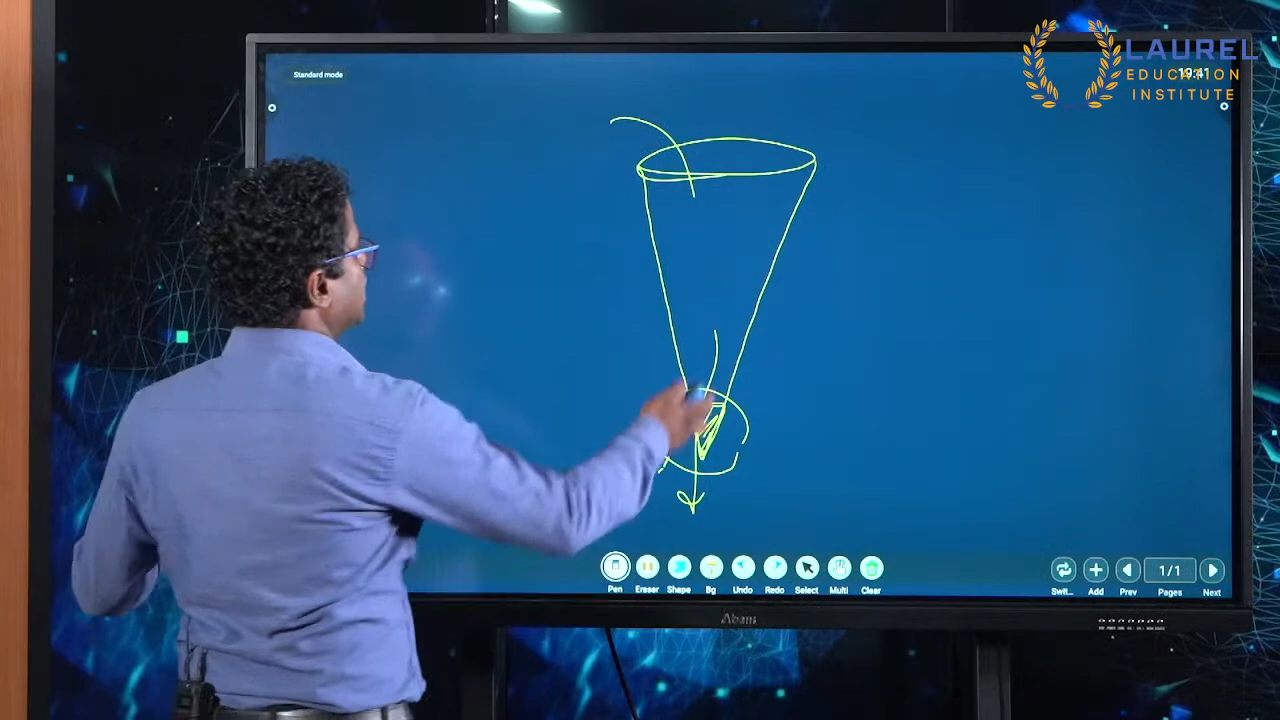 LAUREL
EDUCATION
INSTITUTE
19:41
Standard mode
Pen Eraser Shape Bg Undo Redo Select Multi Clear
Swit... Add Prev Pages Next
1/1